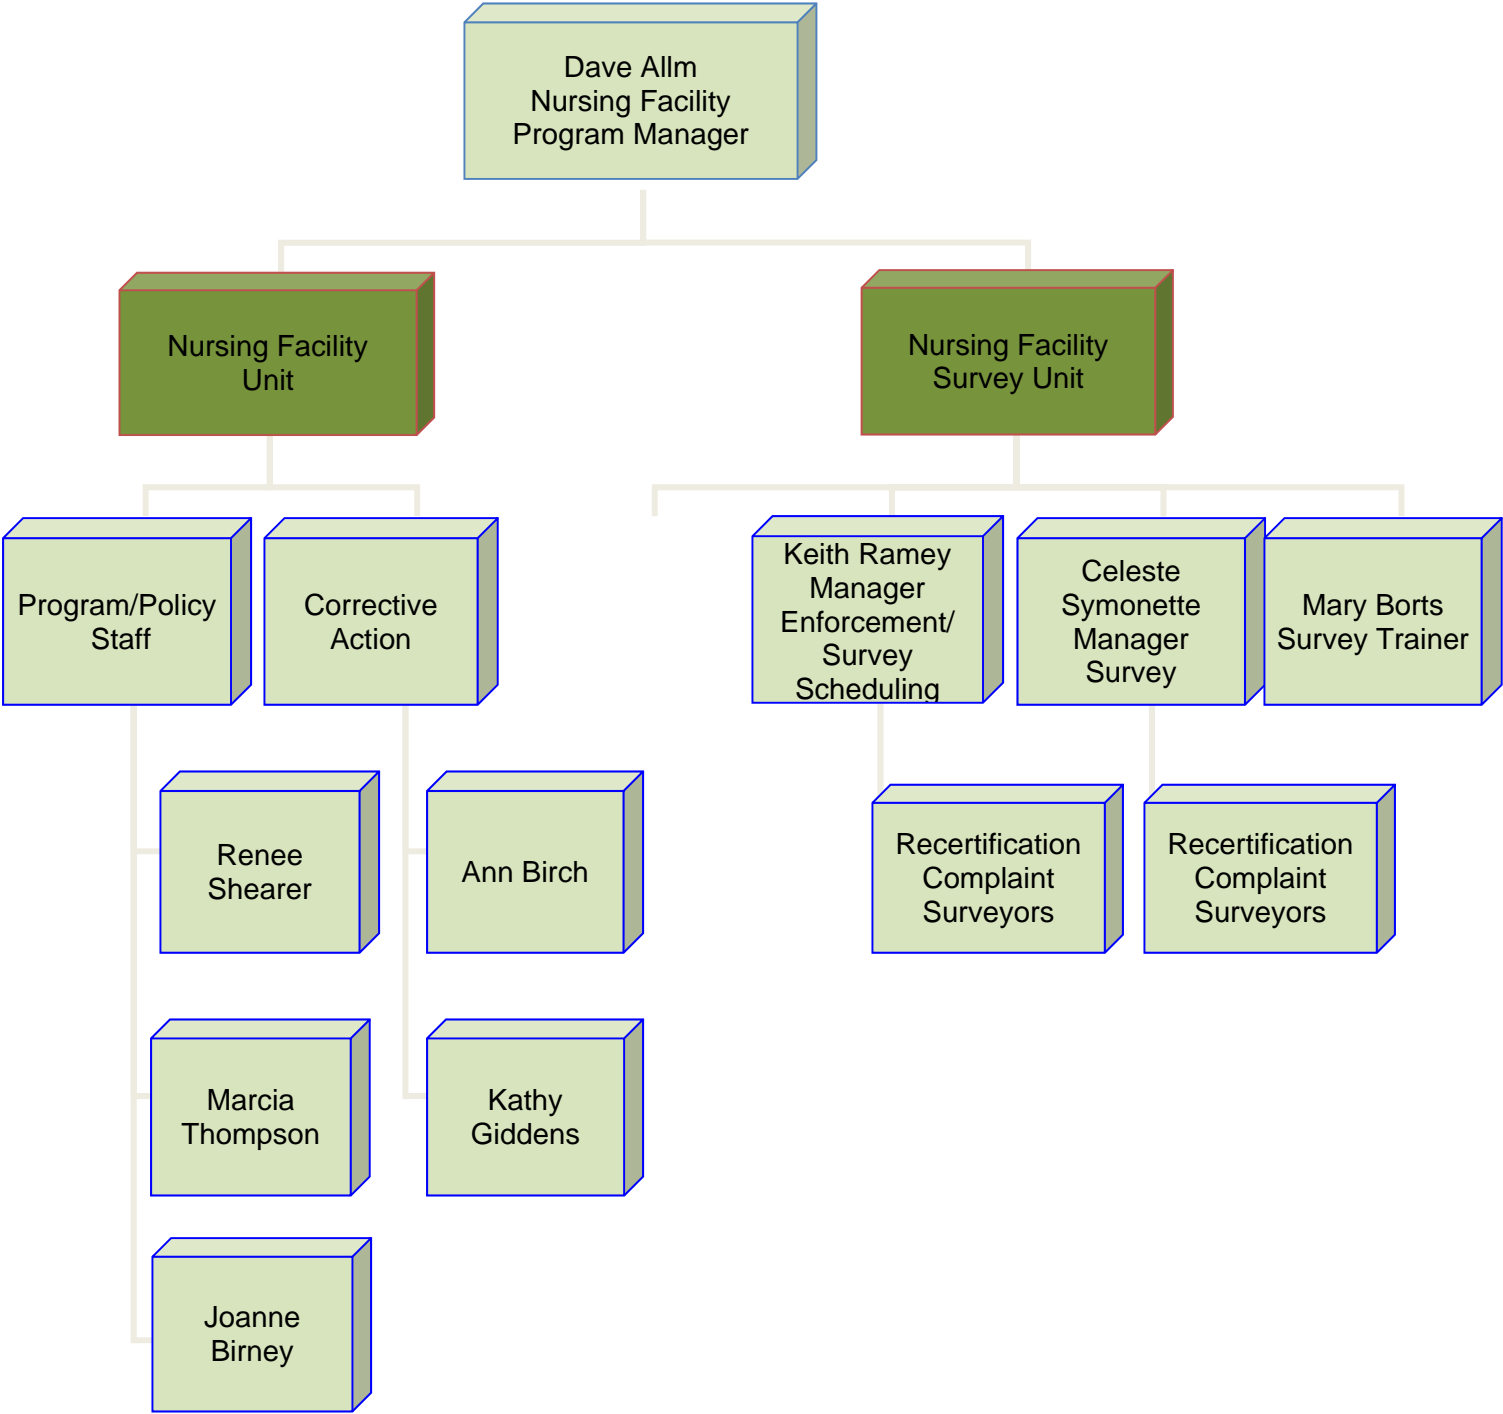 Dave Allm
Nursing Facility
Program Manager
Nursing Facility
Unit
Nursing Facility
Survey Unit
Program/Policy
Staff
Corrective
Action
Keith Ramey
Manager
Enforcement/
Survey
Scheduling
Celeste
Symonette
Manager
Survey
Mary Borts
Survey Trainer
Renee
Shearer
Ann Birch
Recertification
Complaint
Surveyors
Recertification
Complaint
Surveyors
Marcia
Thompson
Kathy
Giddens
Joanne
Birney